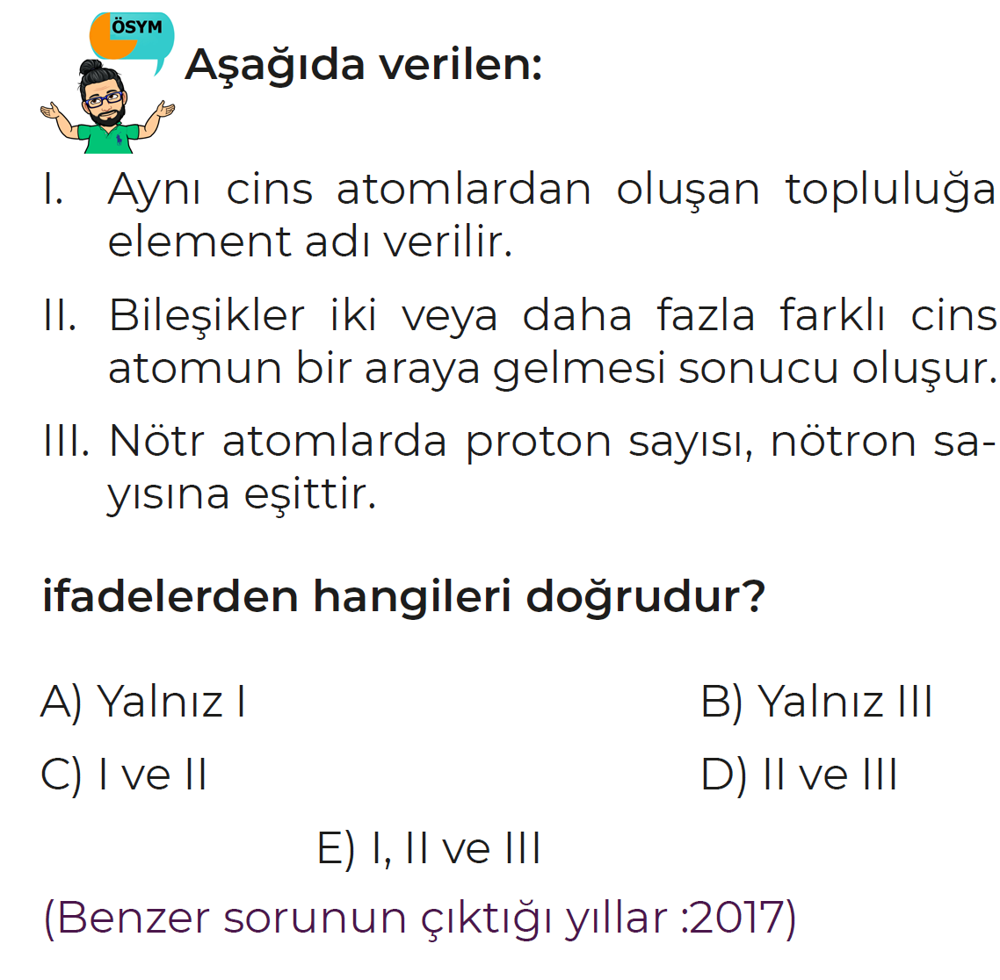 ÖSYM
Aşağıda verilen:
I. Aynı cins atomlardan oluşan topluluğa
element adı verilir.
II. Bileşikler iki veya daha fazla farklı cins
atomun bir araya gelmesi sonucu oluşur.
III. Nötr atomlarda proton sayısı, nötron sa-
yısına eşittir.
ifadelerden hangileri doğrudur?
A) Yalnız I B) Yalnız III
C) I ve II D) II ve III
E) I, II ve III
(Benzer sorunun çıktığı yıllar :2017)